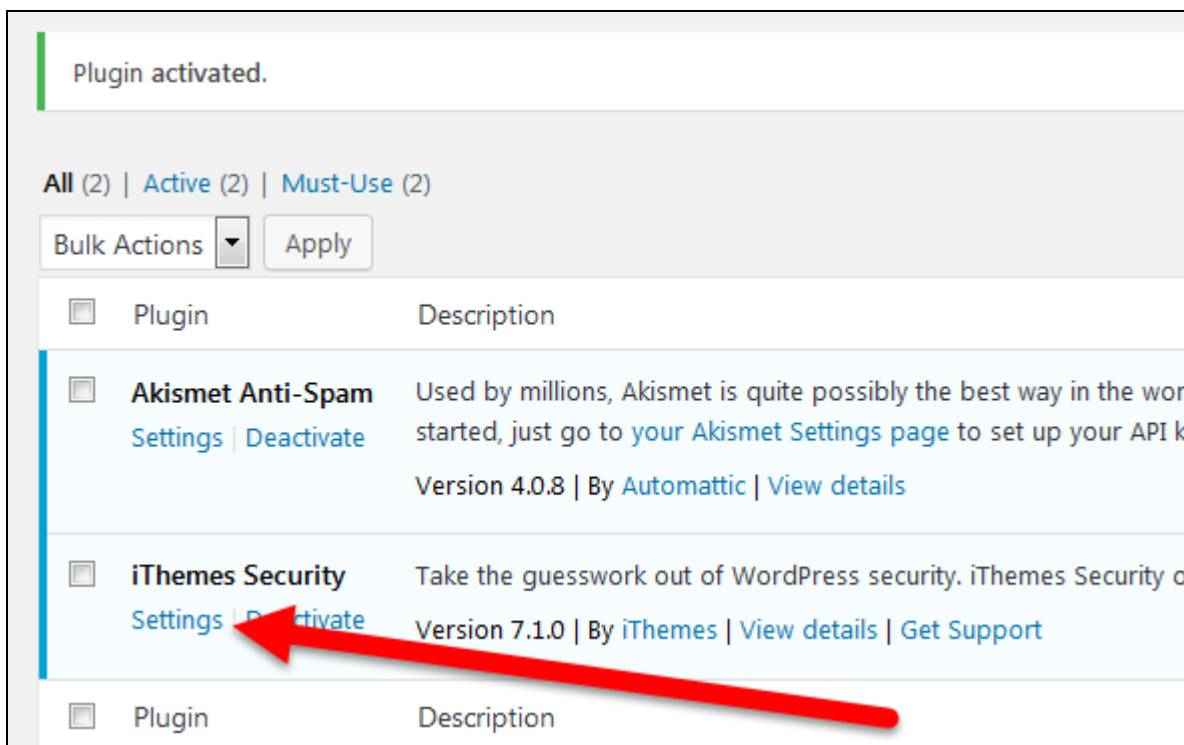 Plugin activated.
All (2) | Active (2) | Must-Use (2)
Bulk Actions Apply
Plugin Description
Akismet Anti-Spam Used by millions, Akismet is quite possibly the best way in the
Settings | Deactivate started, just go to your Akismet Settings page to set up your API
Version 4.0.8 | By Automattic | View details
iThemes Security Take the guesswork out of WordPress security. iThemes Security
Settings | Deactivate Version 7.1.0 | By iThemes | View details | Get Support
Plugin Description